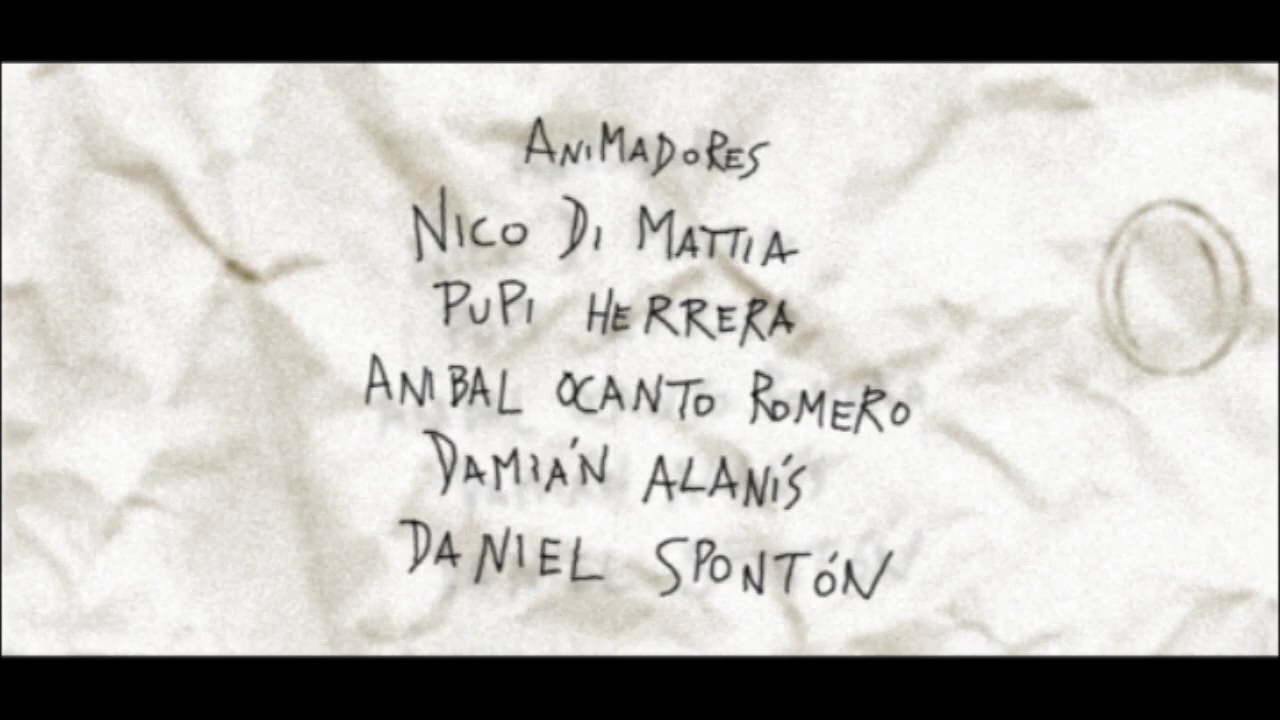 ANIMADORES
NICO DI MATTIA
PUPI HERRERA
ANIBAL OCANTO ROMERO
DAMIÁN ALANÍS
DANIEL SPONTÓN